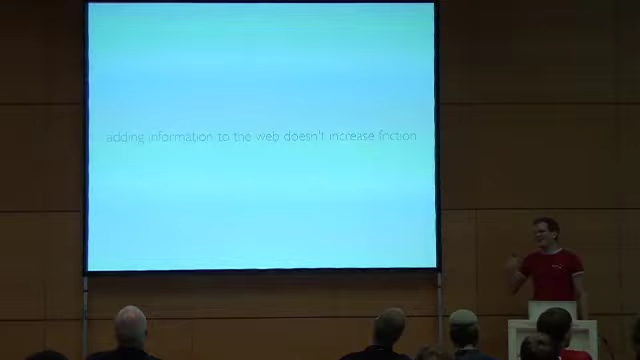 adding information to the web doesn't increase friction